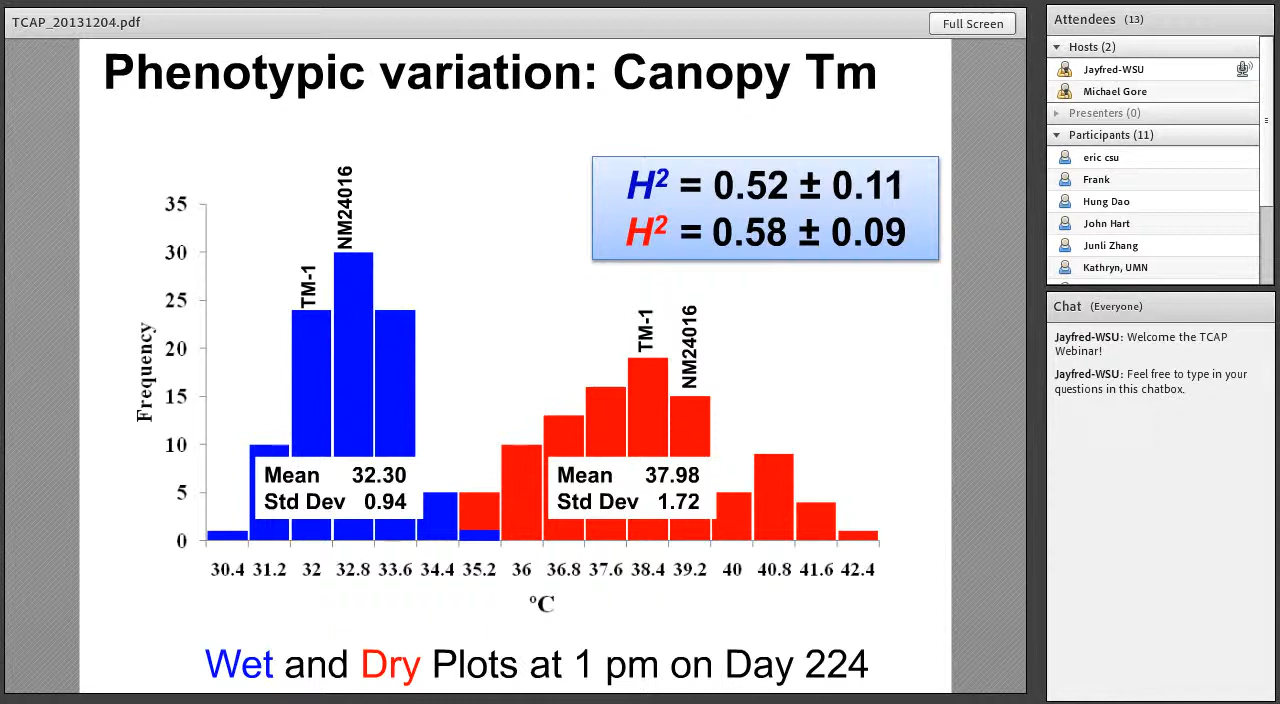 TCAP_20131204.pdf
Full Screen
Phenotypic variation: Canopy Tm
H² = 0.52 ± 0.11
H² = 0.58 ± 0.09
NM24016
TM-1
TM-1
NM24016
35
30
25
20
15
10
5
0
Frequency
Mean 32.30
Std Dev 0.94
Mean 37.98
Std Dev 1.72
30.4 31.2 32 32.8 33.6 34.4 35.2 36 36.8 37.6 38.4 39.2 40 40.8 41.6 42.4
ºC
Wet and Dry Plots at 1 pm on Day 224
Attendees (13)
Hosts (2)
Jayfred-WSU
Michael Gore
Presenters (0)
Participants (11)
eric csu
Frank
Hung Dao
John Hart
Junli Zhang
Kathryn, UMN
Chat (Everyone)
Jayfred-WSU: Welcome the TCAP
Webinar!
Jayfred-WSU: Feel free to type in your
questions in this chatbox.